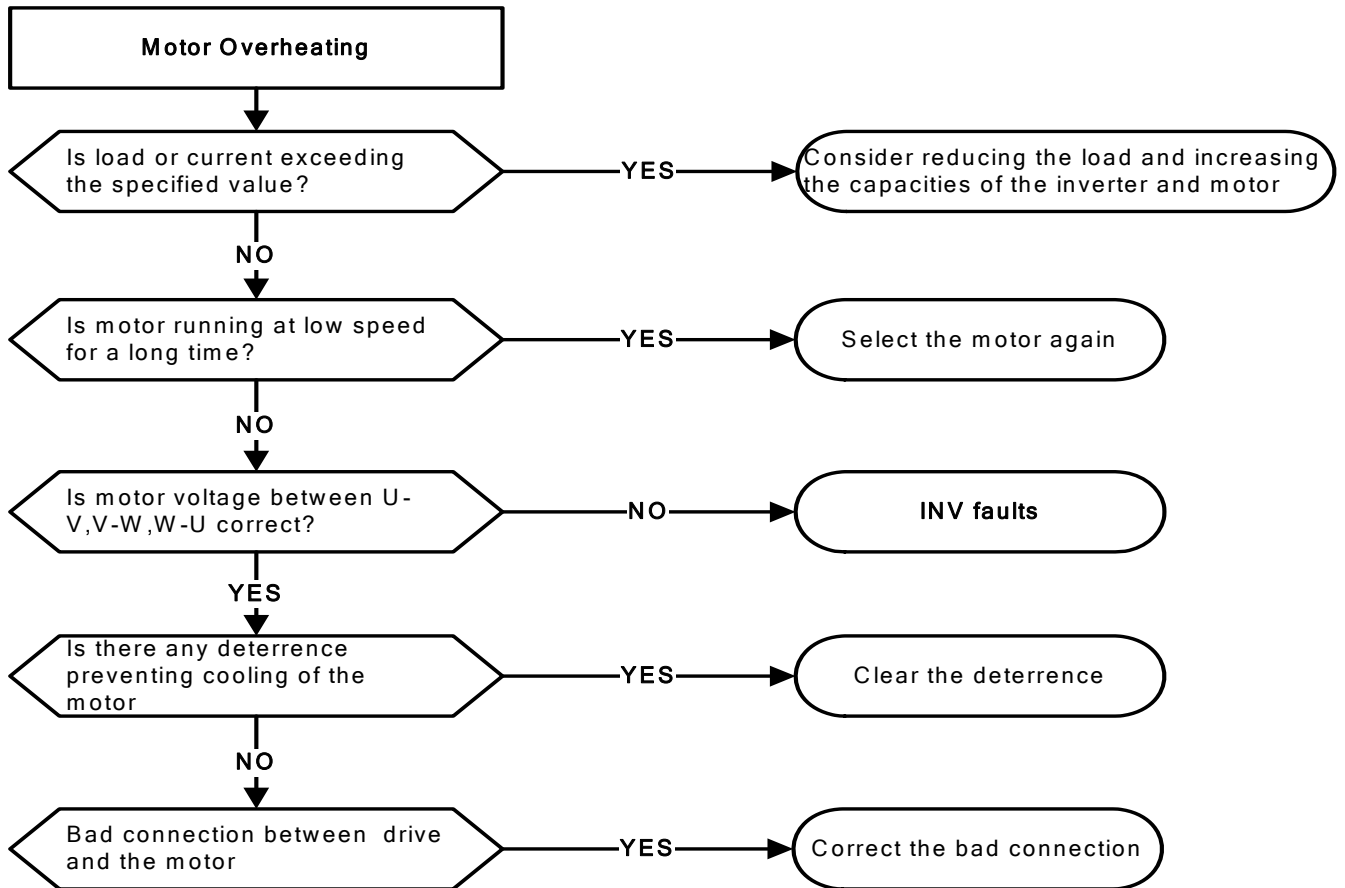 Motor Overheating
Is load or current exceeding
the specified value?
YES
Consider reducing the load and increasing
the capacities of the inverter and motor
NO
Is motor running at low speed
for a long time?
YES
Select the motor again
NO
Is motor voltage between U-
V,V-W,W-U correct?
NO
INV faults
YES
Is there any deterrence
preventing cooling of the
motor
YES
Clear the deterrence
NO
Bad connection between drive
and the motor
YES
Correct the bad connection